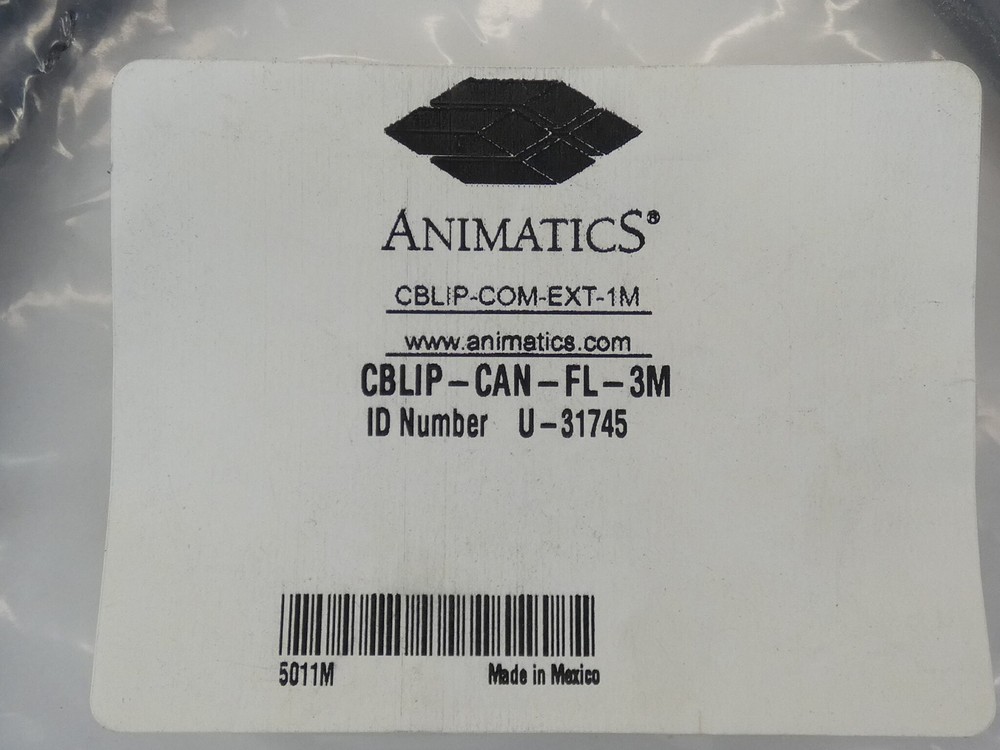 ANIMATICS®
CBLIP-COM-EXT-1M
www.animatics.com
CBLIP-CAN-FL-3M
ID Number U-31745
5011M Made in Mexico